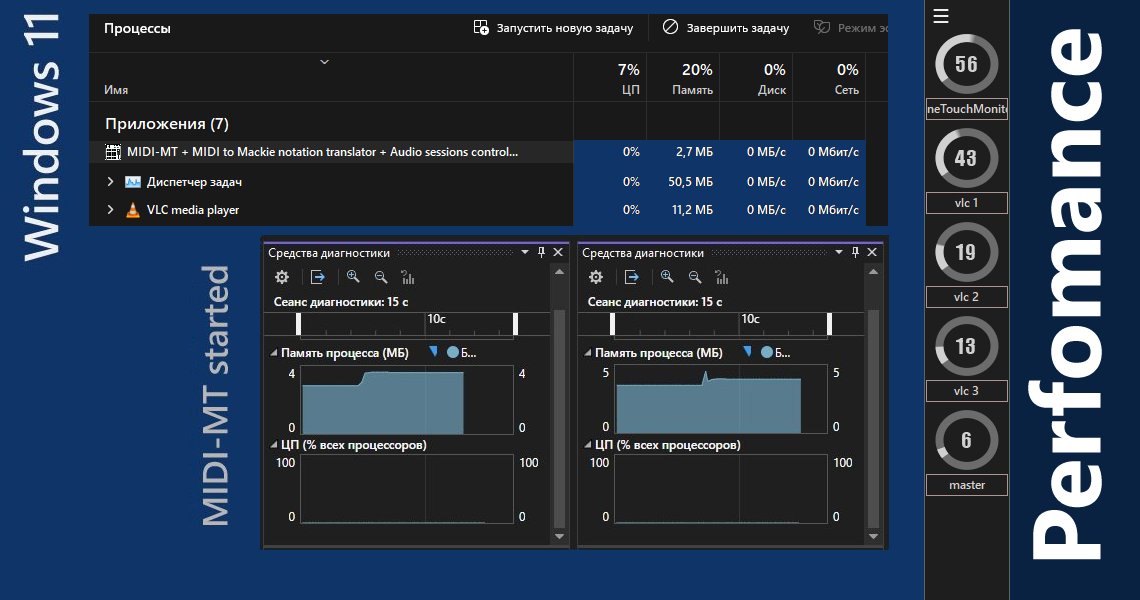 Windows 11
Процессы
Запустить новую задачу
Завершить задачу
Режим эс
7%
20%
0%
0%
Имя
ЦП
Память
Диск
Сеть
Приложения (7)
MIDI-MT + MIDI to Mackie notation translator + Audio sessions control...
0%
2,7 МБ
0 МБ/с
0 Мбит/с
Диспетчер задач
0%
50,5 МБ
0 МБ/с
0 Мбит/с
VLC media player
0%
11,2 МБ
0 МБ/с
0 Мбит/с
MIDI-MT started
Средства диагностики
Сеанс диагностики: 15 с
10с
Память процесса (МБ)
Б...
4
4
0
0
ЦП (% всех процессоров)
100
100
0
0
Средства диагностики
Сеанс диагностики: 15 с
10с
Память процесса (МБ)
Б...
5
5
0
0
ЦП (% всех процессоров)
100
100
0
0
56
neTouchMonito
43
vlc 1
19
vlc 2
13
vlc 3
6
master
Perfomance